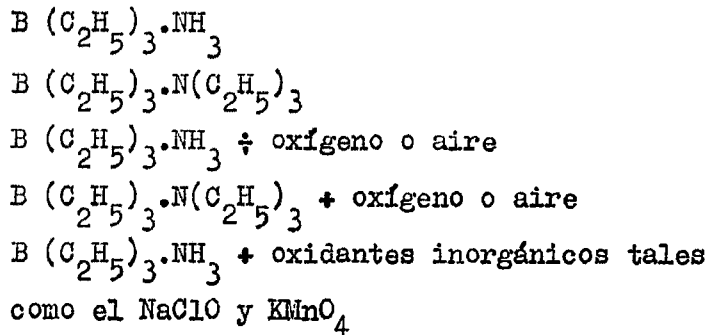 B (C2H5)3.NH3
B (C2H5)3.N(C2H5)3
B (C2H5)3.NH3 ÷ oxígeno o aire
B (C2H5)3.N(C2H5)3 + oxígeno o aire
B (C2H5)3.NH3 + oxidantes inorgánicos tales
como el NaClO y KMnO4